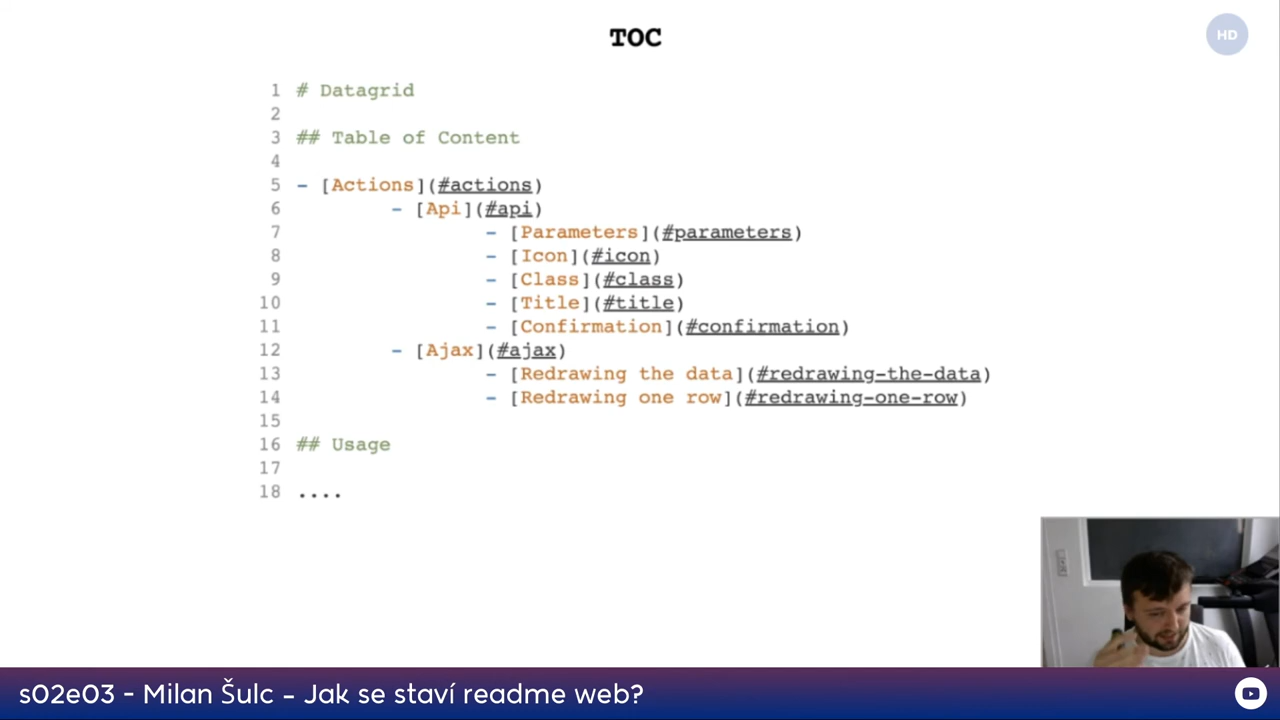 TOC
HD
1 # Datagrid
2
3 ## Table of Content
4
5 - [Actions](#actions)
6 - [Api](#api)
7 - [Parameters](#parameters)
8 - [Icon](#icon)
9 - [Class](#class)
10 - [Title](#title)
11 - [Confirmation](#confirmation)
12 - [Ajax](#ajax)
13 - [Redrawing the data](#redrawing-the-data)
14 - [Redrawing one row](#redrawing-one-row)
15
16 ## Usage
17
18 ....
s02e03 - Milan Šulc - Jak se staví readme web?